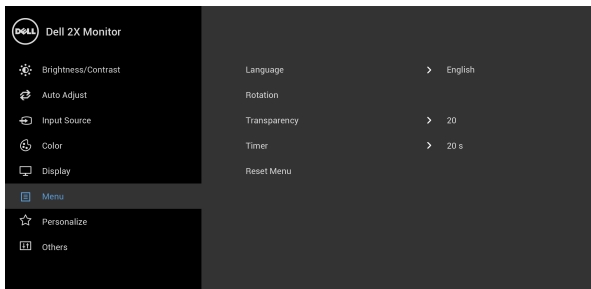 DELL Dell 2X Monitor
Brightness/Contrast
Auto Adjust
Input Source
Color
Display
Menu
Personalize
Others
Language > English
Rotation
Transparency > 20
Timer > 20 s
Reset Menu